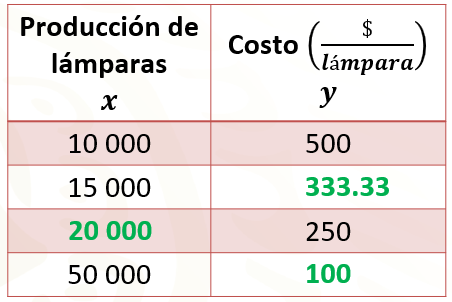 Producción de Costo ($/lámpara)
lámparas
x y
10 000 500
15 000 333.33
20 000 250
50 000 100